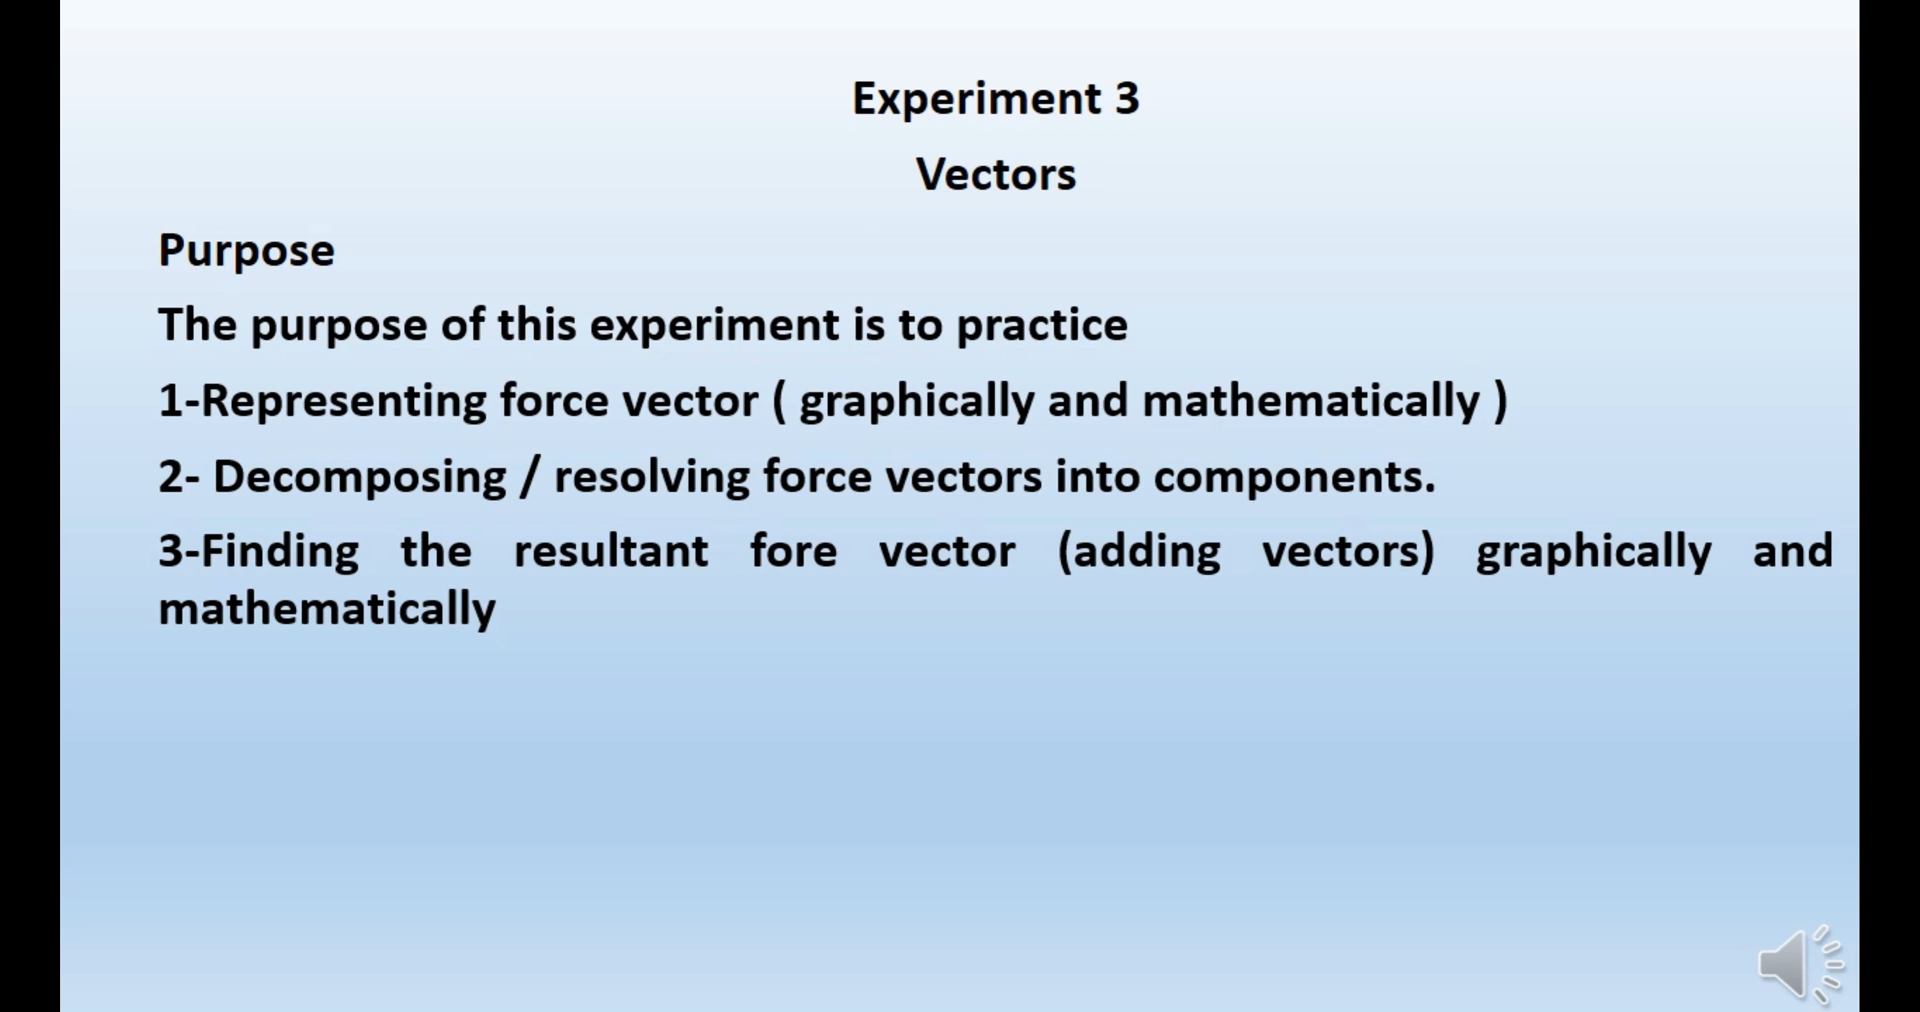 Experiment 3
Vectors
Purpose
The purpose of this experiment is to practice
1-Representing force vector ( graphically and mathematically )
2- Decomposing / resolving force vectors into components.
3-Finding the resultant fore vector (adding vectors) graphically and
mathematically